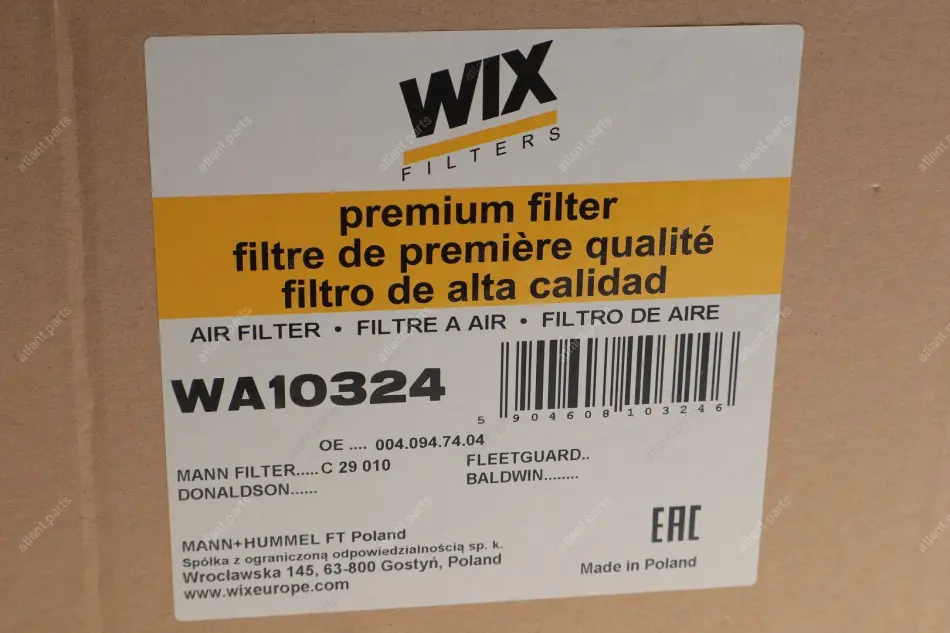 WIX
FILTERS
premium filter
filtre de première qualité
filtro de alta calidad
AIR FILTER • FILTRE A AIR • FILTRO DE AIRE
WA10324
5 904608 103246
OE .... 004.094.74.04
MANN FILTER.....C 29 010
DONALDSON......
FLEETGUARD..
BALDWIN........
MANN+HUMMEL FT Poland
Spółka z ograniczoną odpowiedzialnością sp. k.
Wrocławska 145, 63-800 Gostyń, Poland
www.wixeurope.com
EAC
Made in Poland
atlant.parts